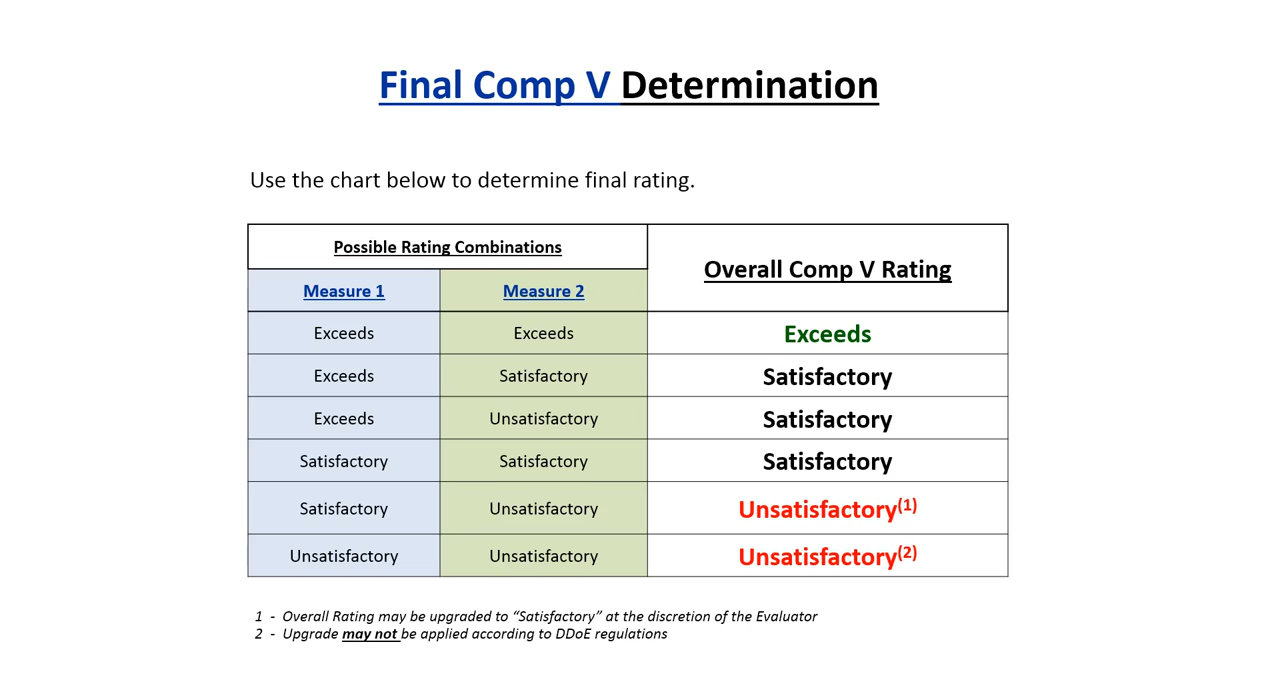 Final Comp V Determination
Use the chart below to determine final rating.
Possible Rating Combinations
Overall Comp V Rating
Measure 1 Measure 2
Exceeds Exceeds Exceeds
Exceeds Satisfactory Satisfactory
Exceeds Unsatisfactory Satisfactory
Satisfactory Satisfactory Satisfactory
Satisfactory Unsatisfactory Unsatisfactory(1)
Unsatisfactory Unsatisfactory Unsatisfactory(2)
1 - Overall Rating may be upgraded to “Satisfactory” at the discretion of the Evaluator
2 - Upgrade may not be applied according to DDoE regulations